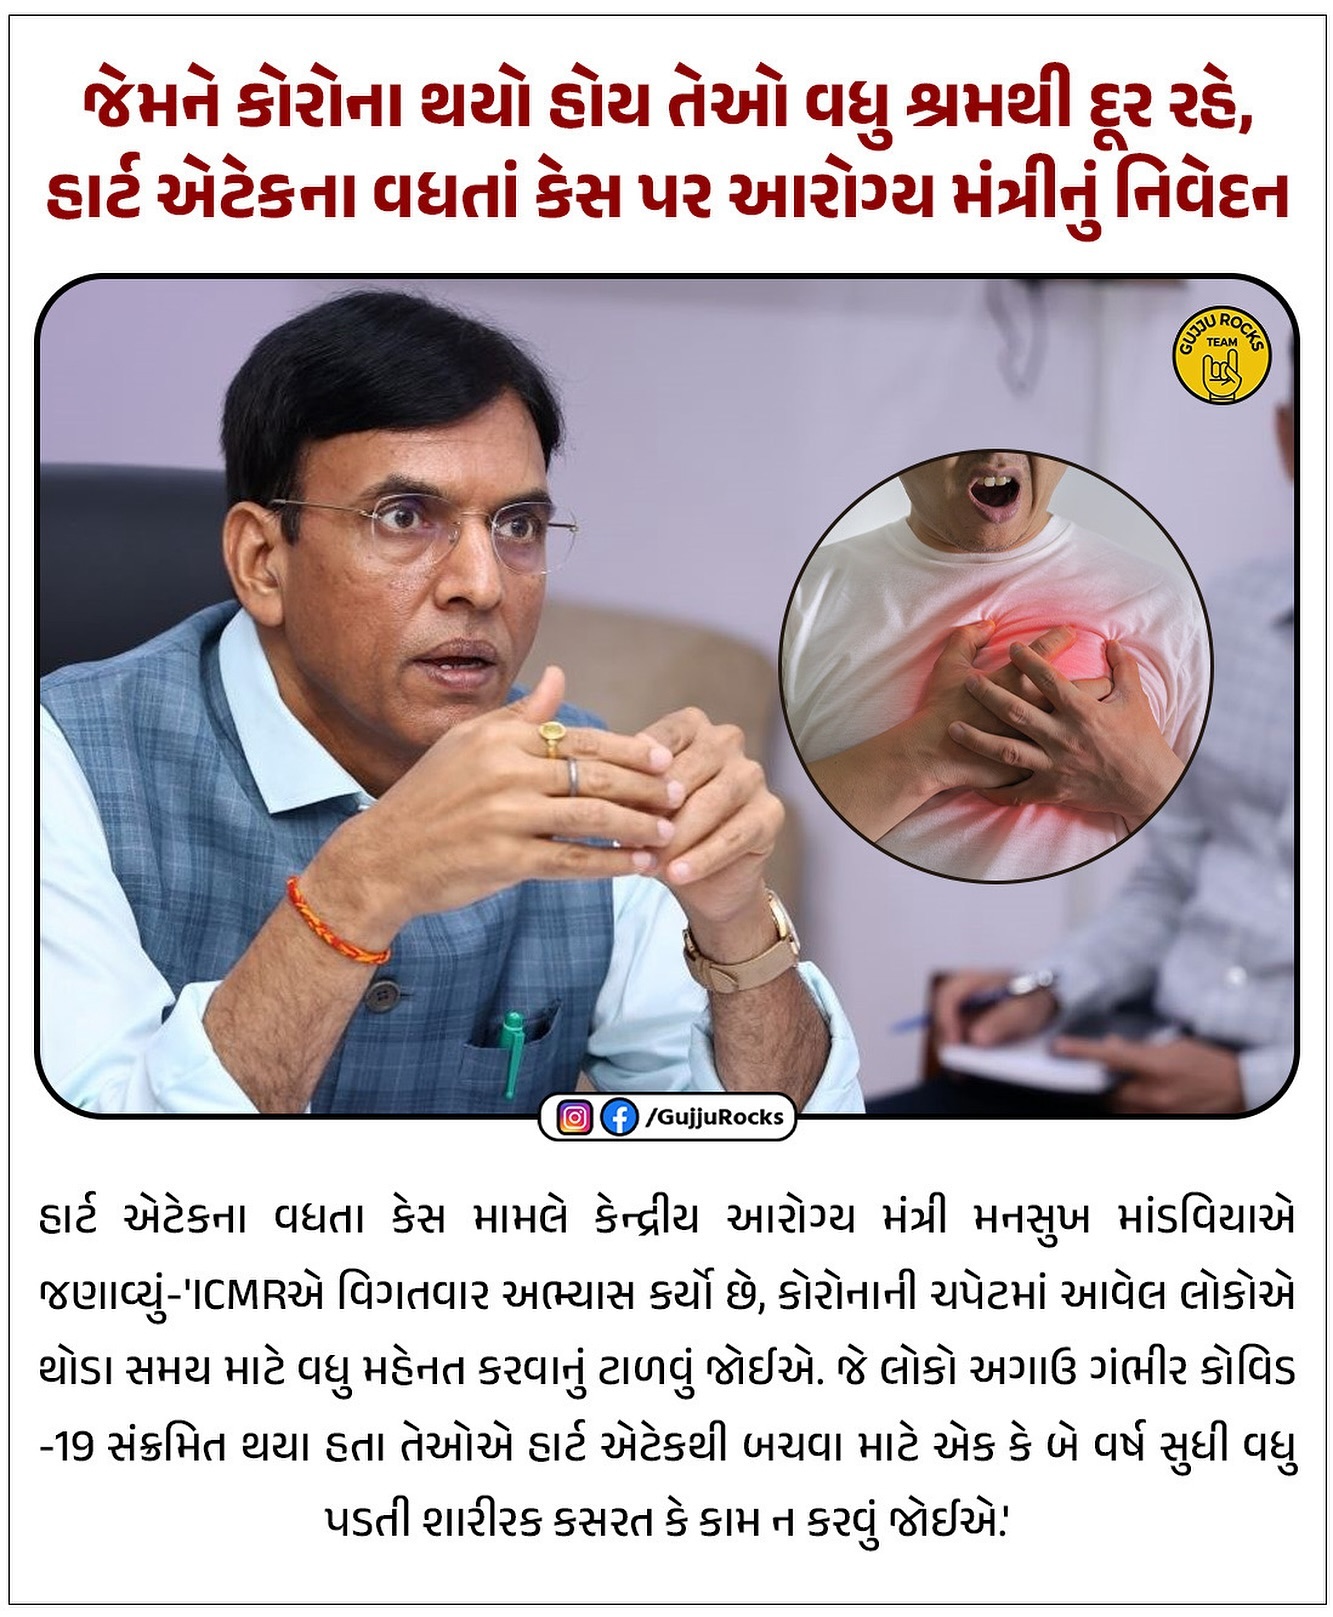 જેમને કોરોના થયો હોય તેઓ વધુ શ્રમથી દૂર રહે,
હાર્ટ એટેકના વધતાં કેસ પર આરોગ્ય મંત્રીનું નિવેદન
GUJJU ROCKS
TEAM
/GujjuRocks
હાર્ટ એટેકના વધતા કેસ મામલે કેન્દ્રીય આરોગ્ય મંત્રી મનસુખ માંડવિયાએ
જણાવ્યું-'ICMRએ વિગતવાર અભ્યાસ કર્યો છે, કોરોનાની ચપેટમાં આવેલ લોકોએ
થોડા સમય માટે વધુ મહેનત કરવાનું ટાળવું જોઈએ. જે લોકો અગાઉ ગંભીર કોવિડ
-19 સંક્રમિત થયા હતા તેઓએ હાર્ટ એટેકથી બચવા માટે એક કે બે વર્ષ સુધી વધુ
પડતી શારીરક કસરત કે કામ ન કરવું જોઈએ.'